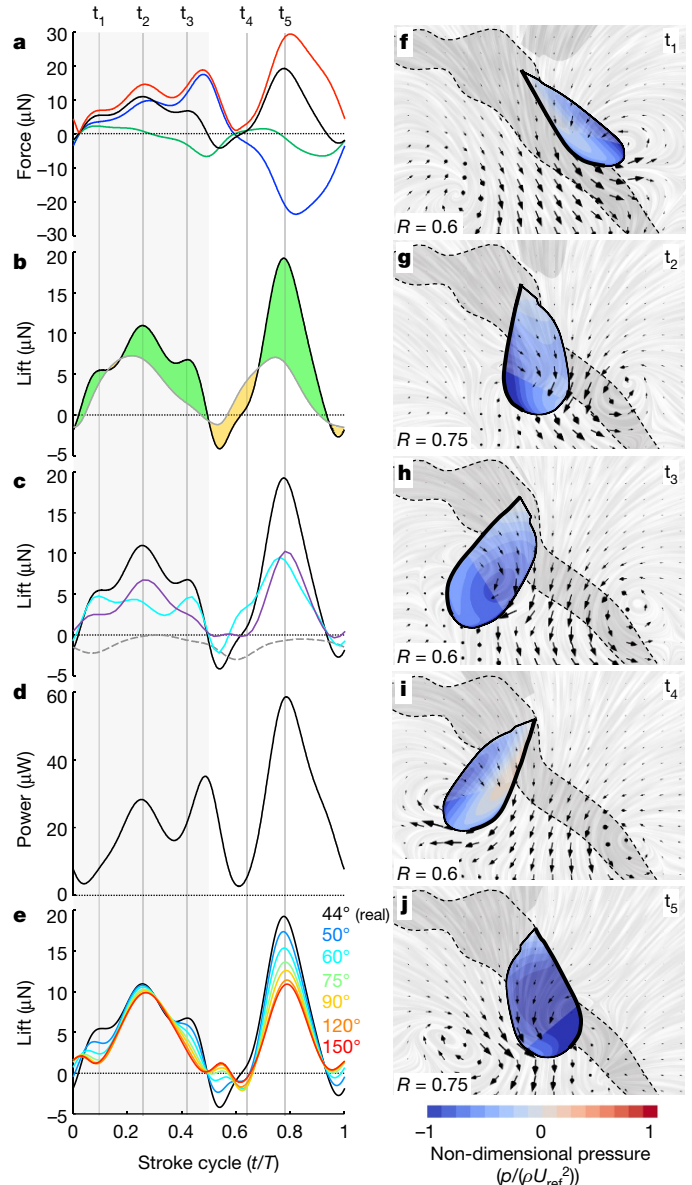 t1 t2 t3 t4 t5
a
30
20
10
0
−10
−20
30
Force (μN)
b
20
15
10
5
0
−5
Lift (μN)
c
20
15
10
5
0
−5
Lift (μN)
d
60
40
20
0
Power (μW)
e
20
15
10
5
0
−5
Lift (μN)
44° (real)
50°
60°
75°
90°
120°
150°
0 0.2 0.4 0.6 0.8 1
Stroke cycle (t/T)
f t1
R = 0.6
g t2
R = 0.75
h t3
R = 0.6
i t4
R = 0.6
j t5
R = 0.75
−1 0 1
Non-dimensional pressure
(p/(ρUref²))